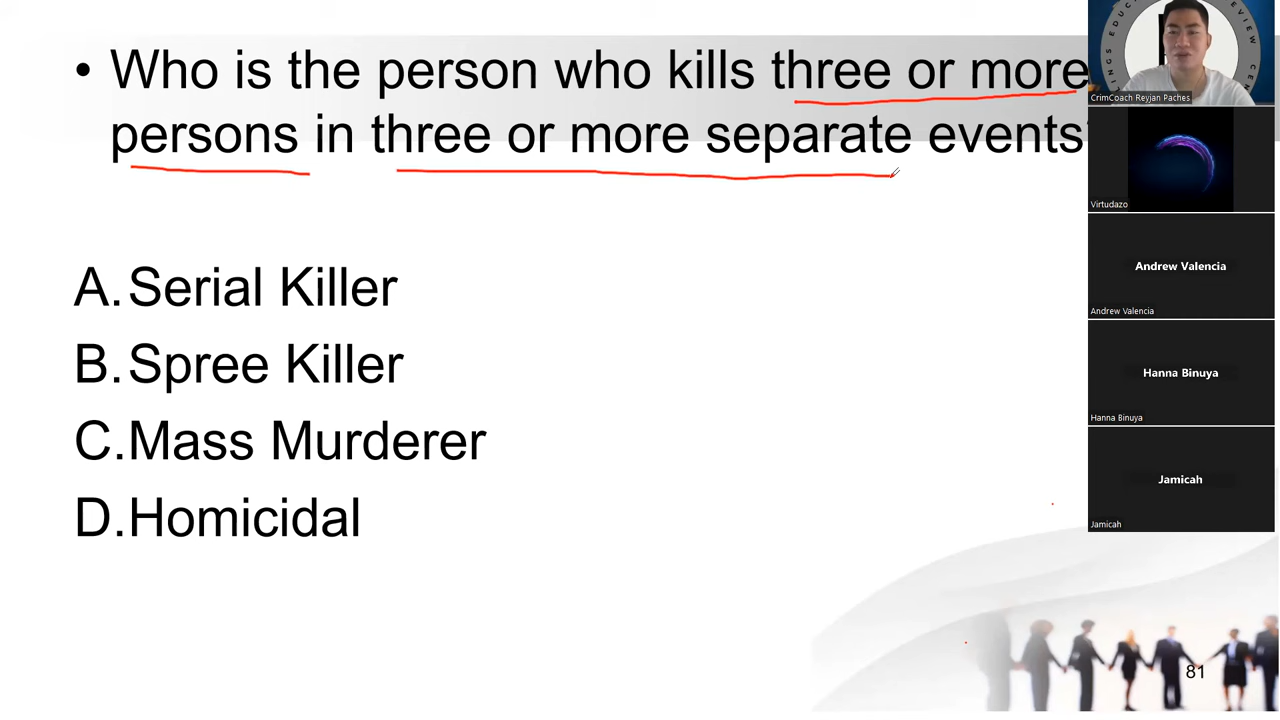 • Who is the person who kills three or more
persons in three or more separate events
A. Serial Killer
B. Spree Killer
C. Mass Murderer
D. Homicidal
81
CrimCoach Reyjan Paches
Virtudazo
Andrew Valencia
Andrew Valencia
Hanna Binuya
Hanna Binuya
Jamicah
Jamicah